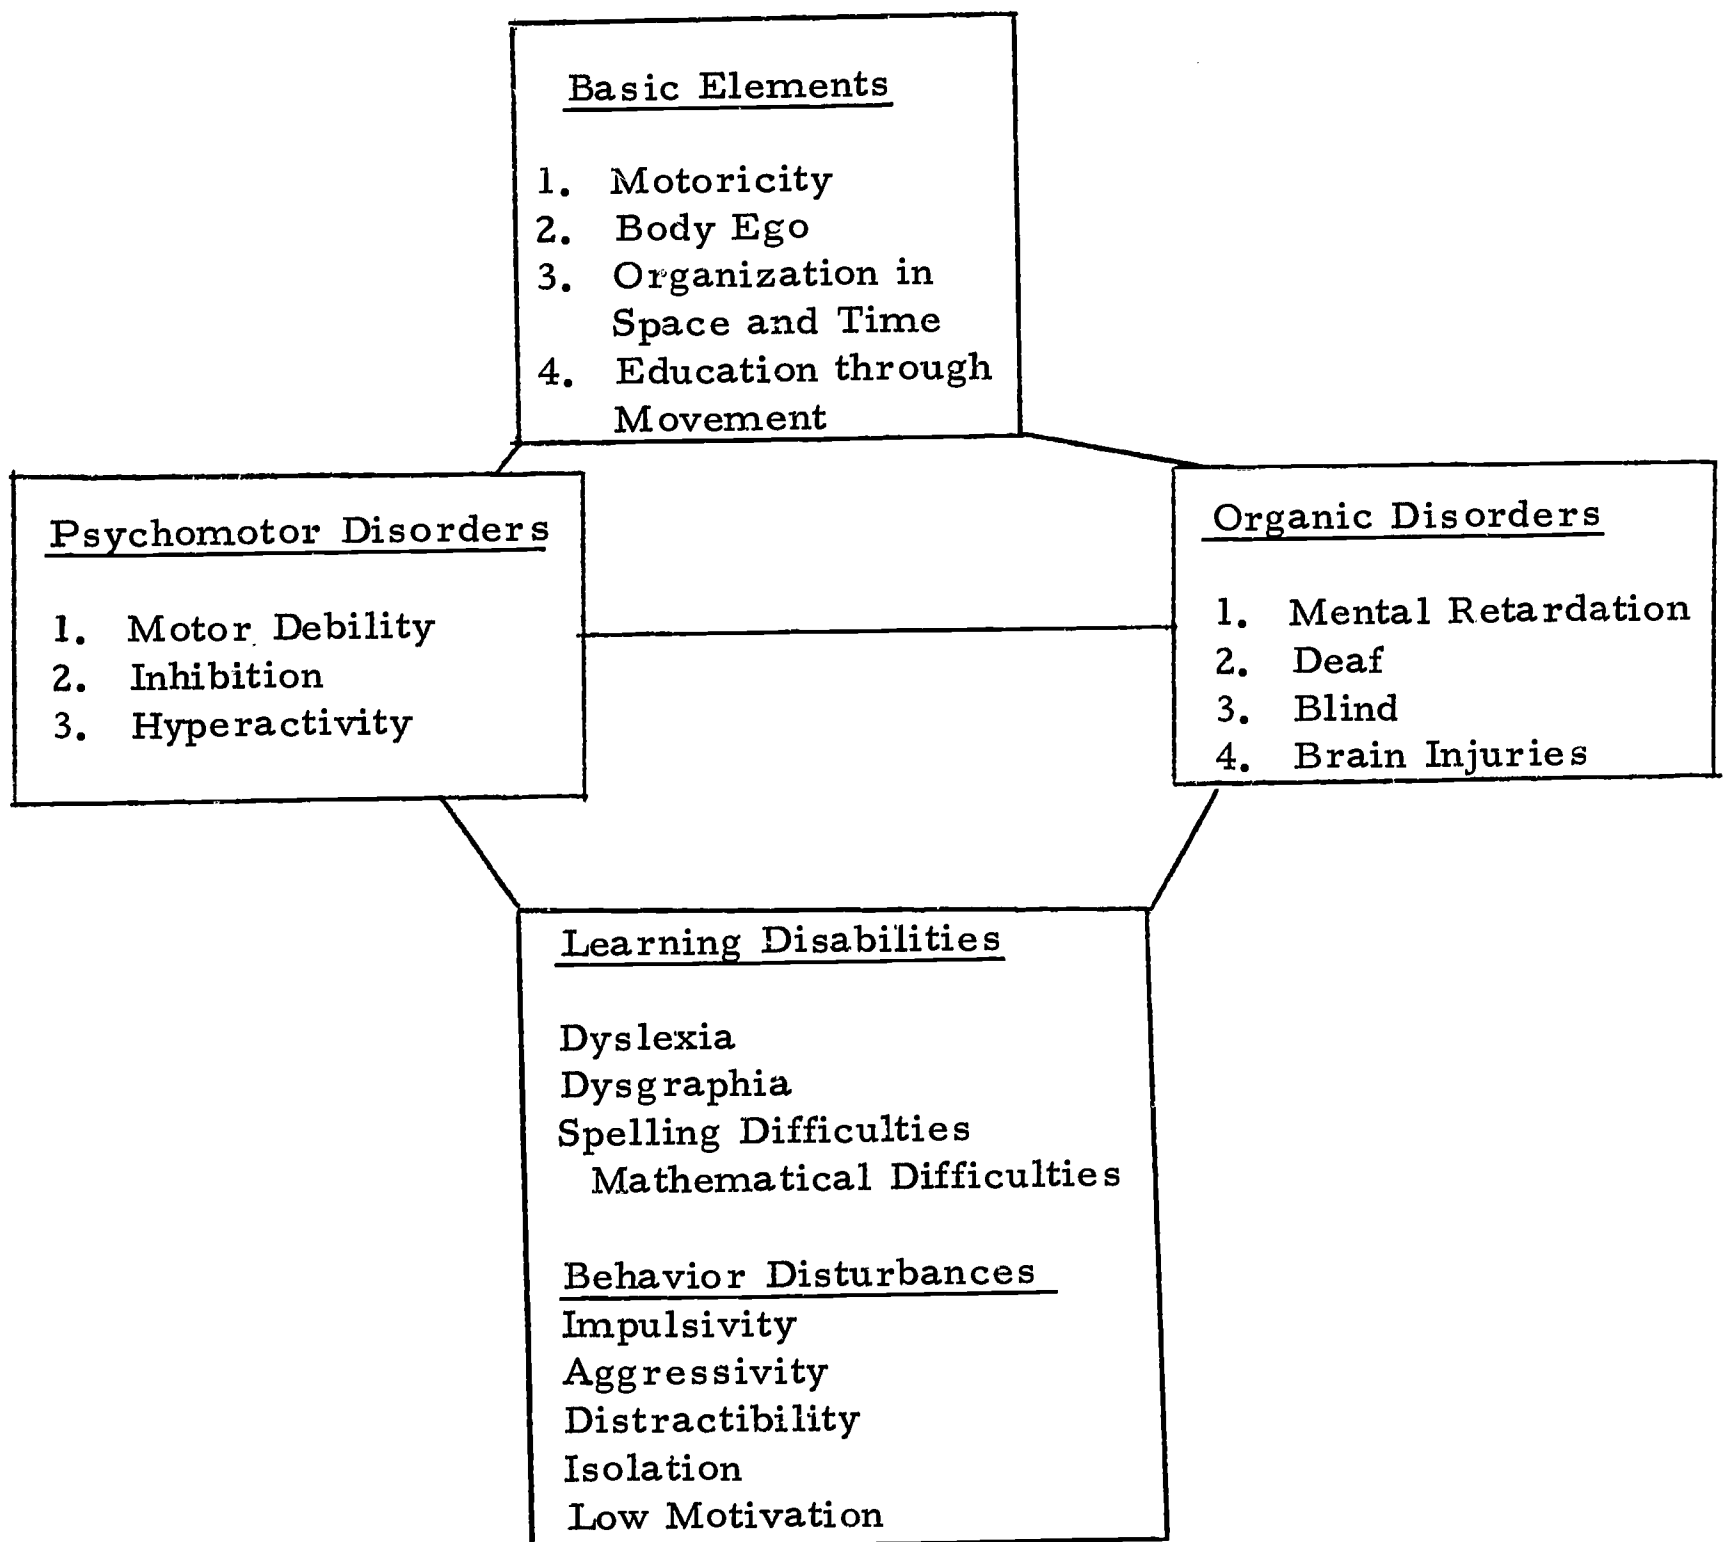 Basic Elements
1. Motoricity
2. Body Ego
3. Organization in
Space and Time
4. Education through
Movement
Psychomotor Disorders
1. Motor Debility
2. Inhibition
3. Hyperactivity
Organic Disorders
1. Mental Retardation
2. Deaf
3. Blind
4. Brain Injuries
Learning Disabilities
Dyslexia
Dysgraphia
Spelling Difficulties
Mathematical Difficulties
Behavior Disturbances
Impulsivity
Aggressivity
Distractibility
Isolation
Low Motivation